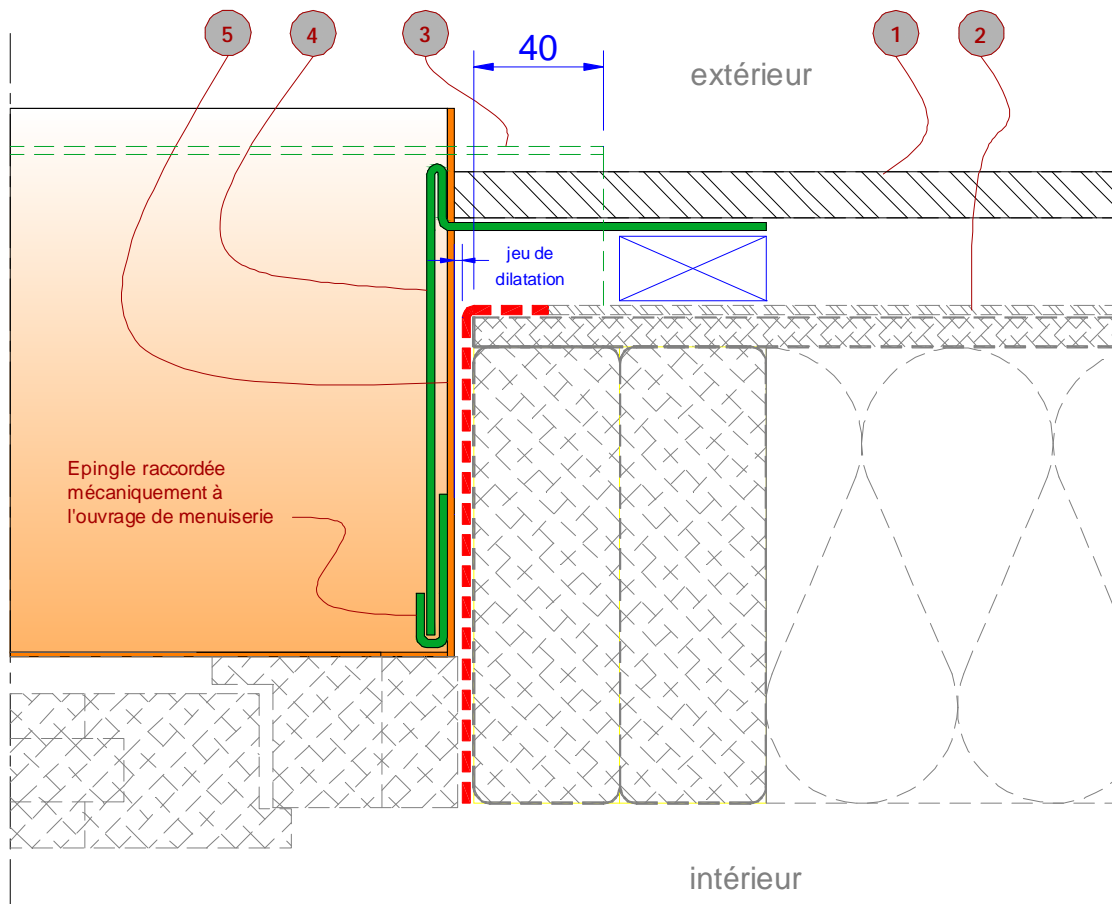 5
4
3
1
2
40
extérieur
jeu de
dilatation
Epingle raccordée
mécaniquement à
l'ouvrage de menuiserie
intérieur